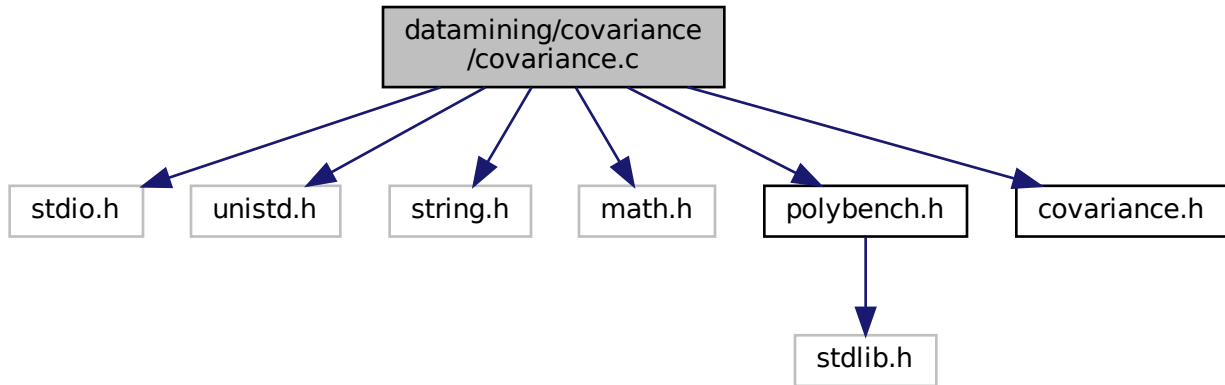 datamining/covariance
/covariance.c
stdio.h
unistd.h
string.h
math.h
polybench.h
covariance.h
stdlib.h